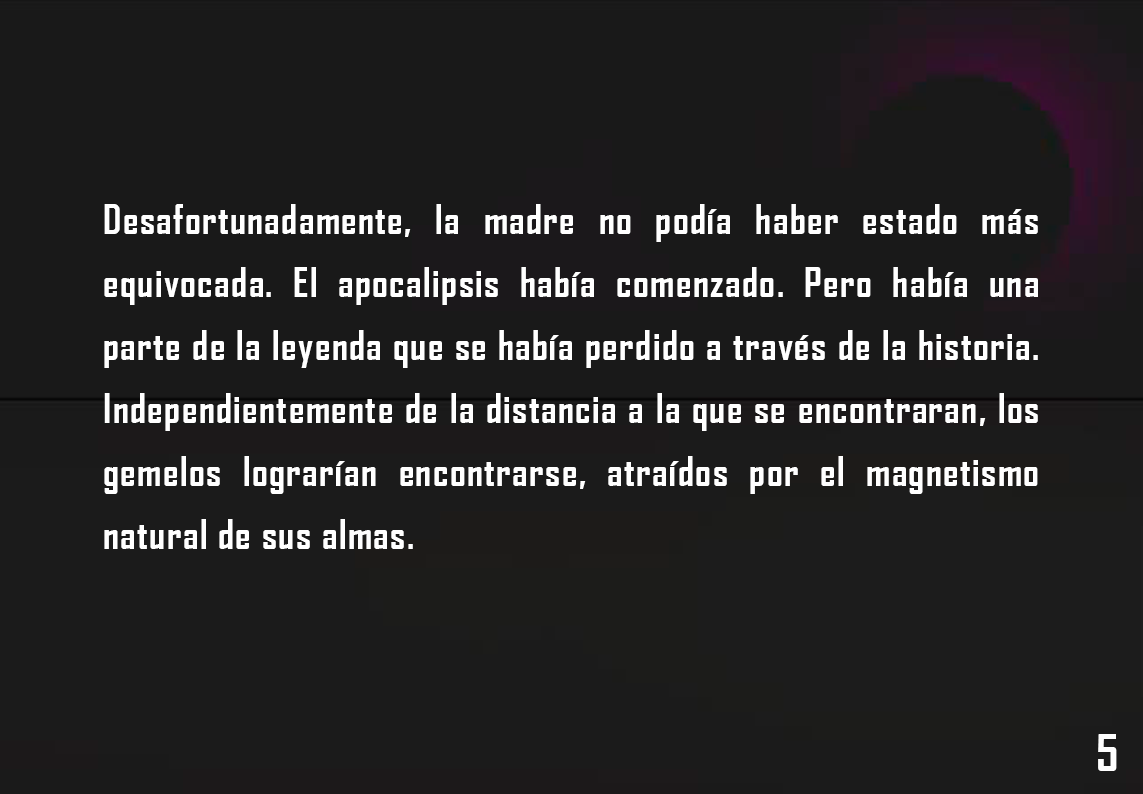 Desafortunadamente, la madre no podía haber estado más
equivocada. El apocalipsis había comenzado. Pero había una
parte de la leyenda que se había perdido a través de la historia.
Independientemente de la distancia a la que se encontraran, los
gemelos lograrían encontrarse, atraídos por el magnetismo
natural de sus almas.
5